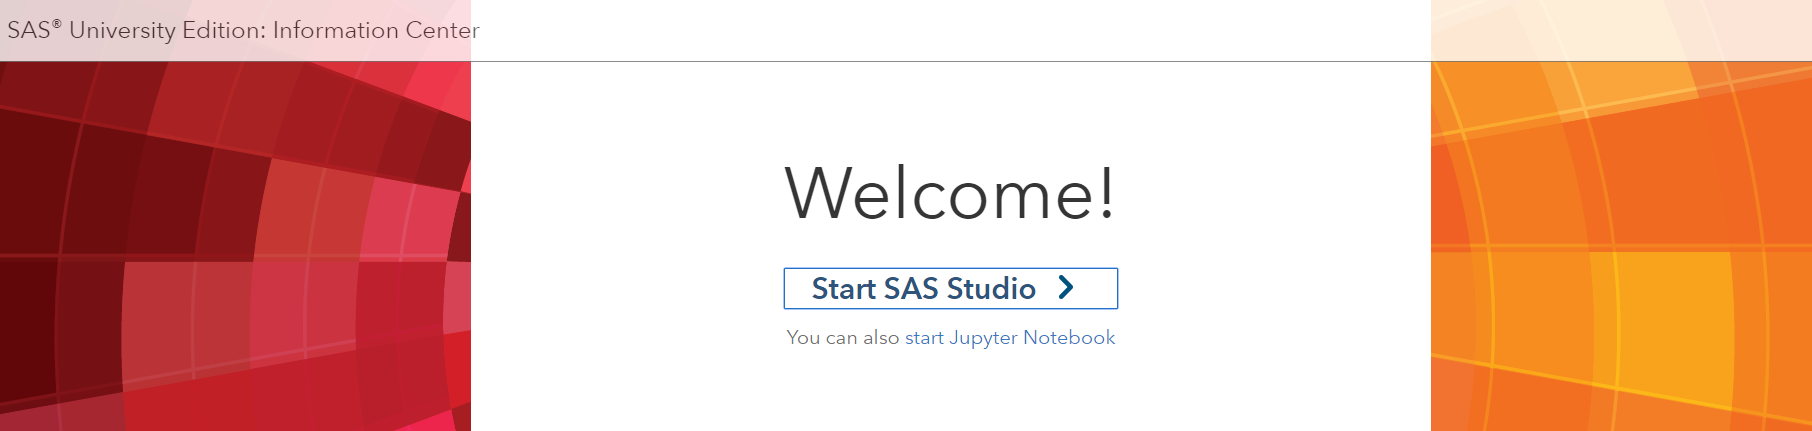 SAS® University Edition: Information Center
Welcome!
Start SAS Studio
You can also start Jupyter Notebook